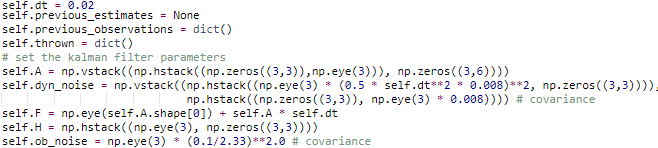 self.dt = 0.02
self.previous_estimates = None
self.previous_observations = dict()
self.thrown = dict()
# set the kalman filter parameters
self.A = np.vstack((np.hstack((np.zeros((3,3)),np.eye(3))), np.zeros((3,6))))
self.dyn_noise = np.vstack((np.hstack((np.eye(3) * (0.5 * self.dt**2 * 0.008)**2, np.zeros((3,3)))),
np.hstack((np.zeros((3,3)), np.eye(3) * 0.008)))) # covariance
self.F = np.eye(self.A.shape[0]) + self.A * self.dt
self.H = np.hstack((np.eye(3), np.zeros((3,3))))
self.ob_noise = np.eye(3) * (0.1/2.33)**2.0 # covariance